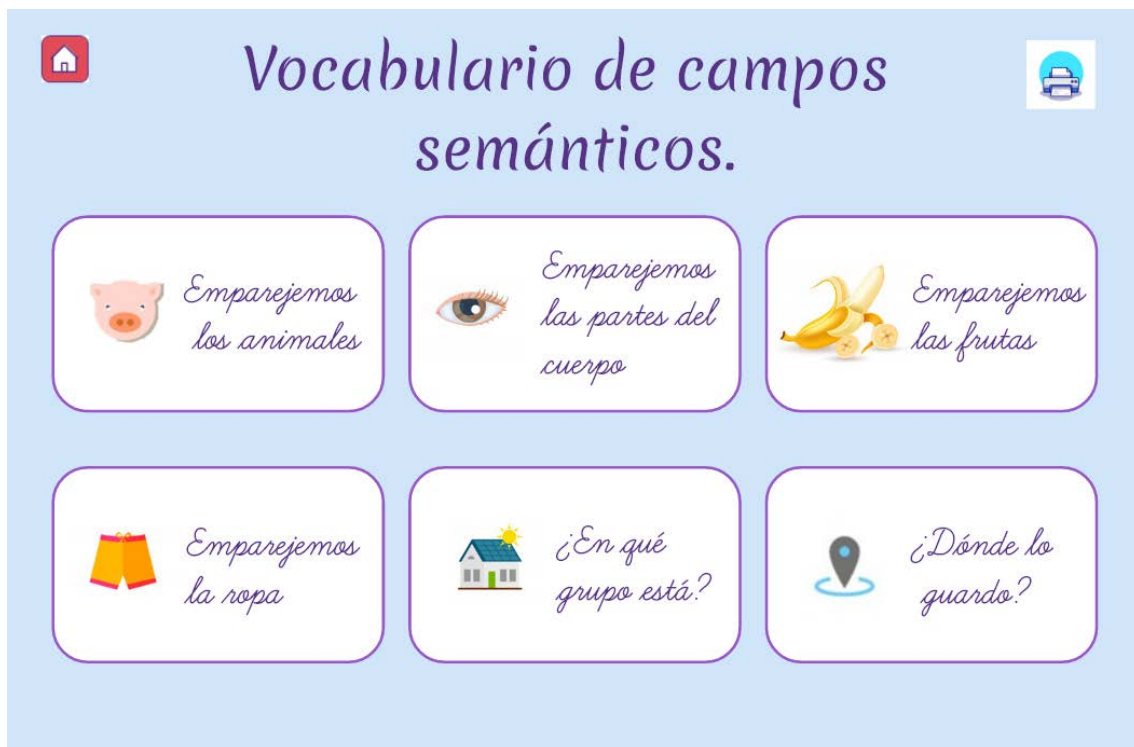 Vocabulario de campos
semánticos.
Emparejemos
los animales
Emparejemos
las partes del
cuerpo
Emparejemos
las frutas
Emparejemos
la ropa
¿En qué
grupo está?
¿Dónde lo
guardo?